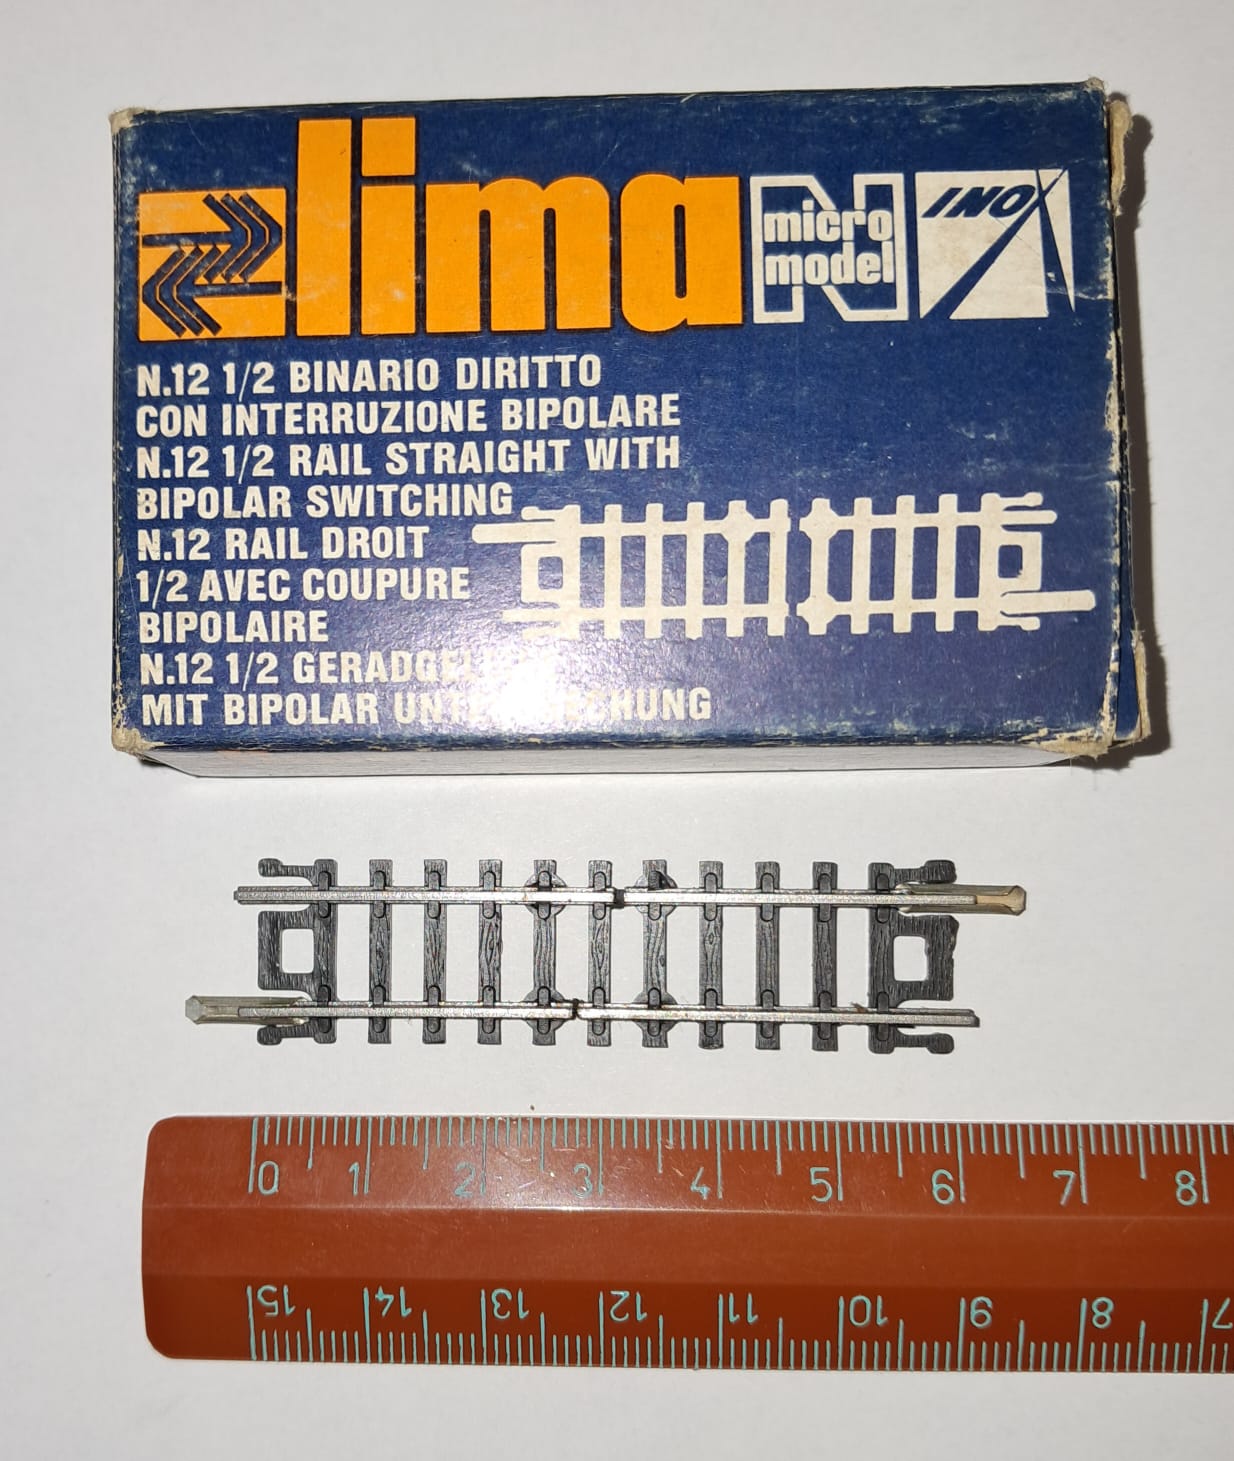 lima
N micro model
INOX
N.12 1/2 BINARIO DIRITTO
CON INTERRUZIONE BIPOLARE
N.12 1/2 RAIL STRAIGHT WITH
BIPOLAR SWITCHING
N.12 RAIL DROIT
1/2 AVEC COUPURE
BIPOLAIRE
N.12 1/2
MIT BIPOLAR
0 1 2 3 4 5 6 7 8
15 14 13 12 11 10 9 8 7